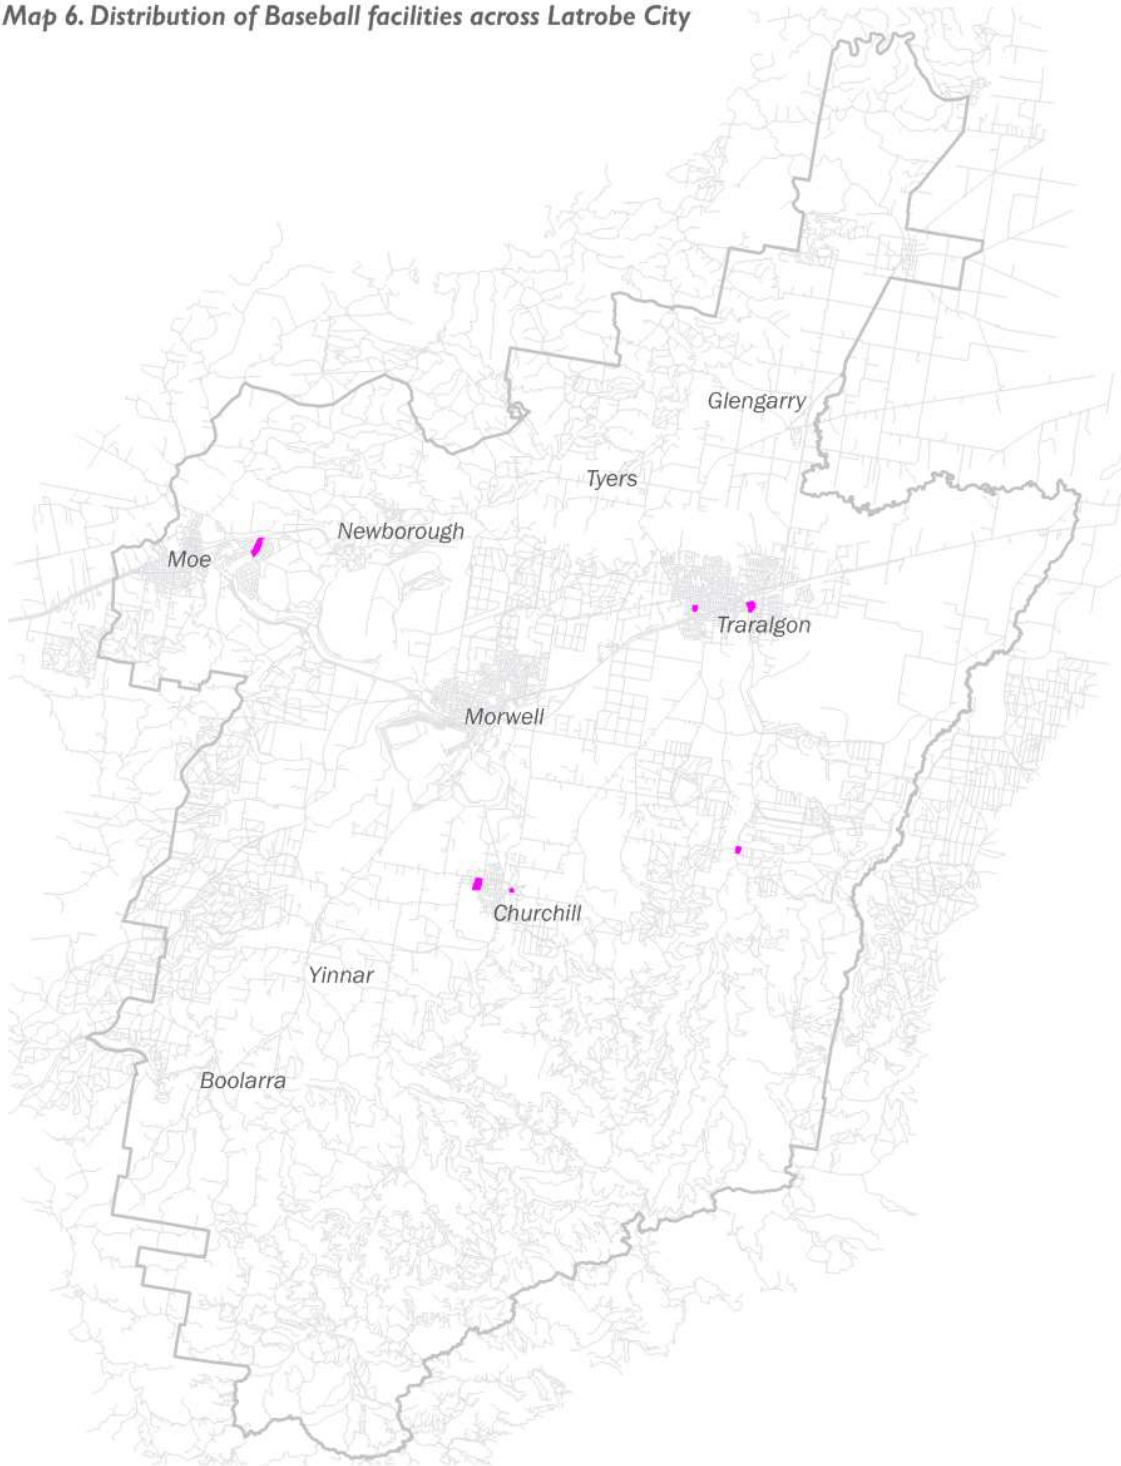 Map 6. Distribution of Baseball facilities across Latrobe City
Glengarry
Tyers
Newborough
Moe
Traralgon
Morwell
Churchill
Yinnar
Boolarra